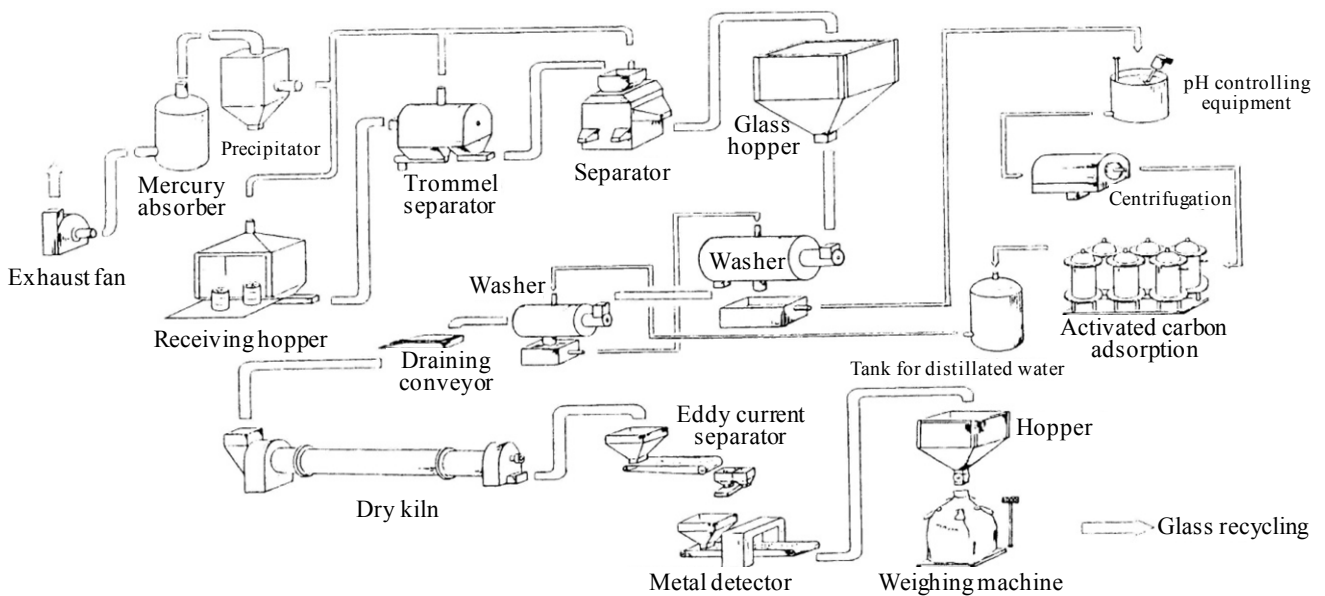 pH controlling
equipment
Precipitator
Glass
hopper
Mercury
absorber
Trommel
separator
Separator
Centrifugation
Exhaust fan
Washer
Washer
Receiving hopper
Draining
conveyor
Activated carbon
adsorption
Tank for distillated water
Eddy current
separator
Hopper
Dry kiln
Glass recycling
Metal detector
Weighing machine